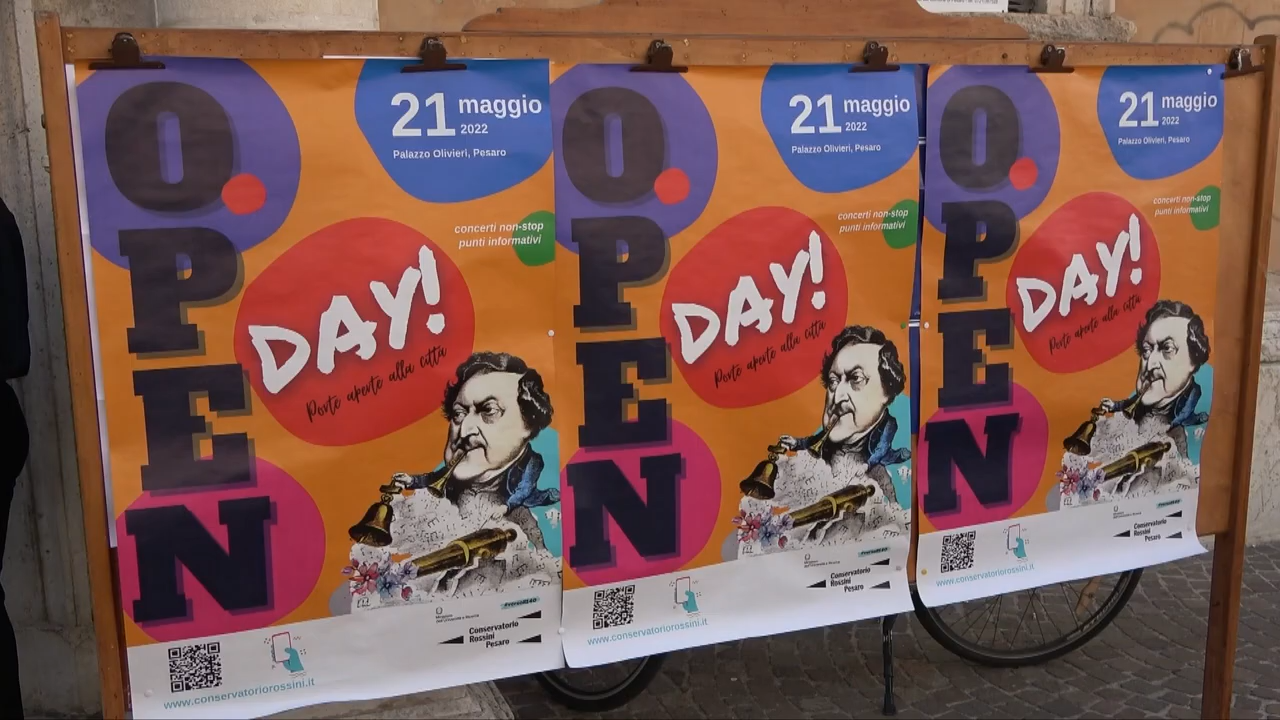 OPEN
21 maggio
2022
Palazzo Olivieri, Pesaro
concerti non-stop
punti informativi
DAY!
Porte aperte alla città
Conservatorio
Rossini
Pesaro
www.conservatoriorossini.it
OPEN
21 maggio
2022
Palazzo Olivieri, Pesaro
concerti non-stop
punti informativi
DAY!
Porte aperte alla città
Conservatorio
Rossini
Pesaro
www.conservatoriorossini.it
OPEN
21 maggio
2022
Palazzo Olivieri, Pesaro
concerti non-stop
punti informativi
DAY!
Porte aperte alla città
Conservatorio
Rossini
Pesaro
www.conservatoriorossini.it